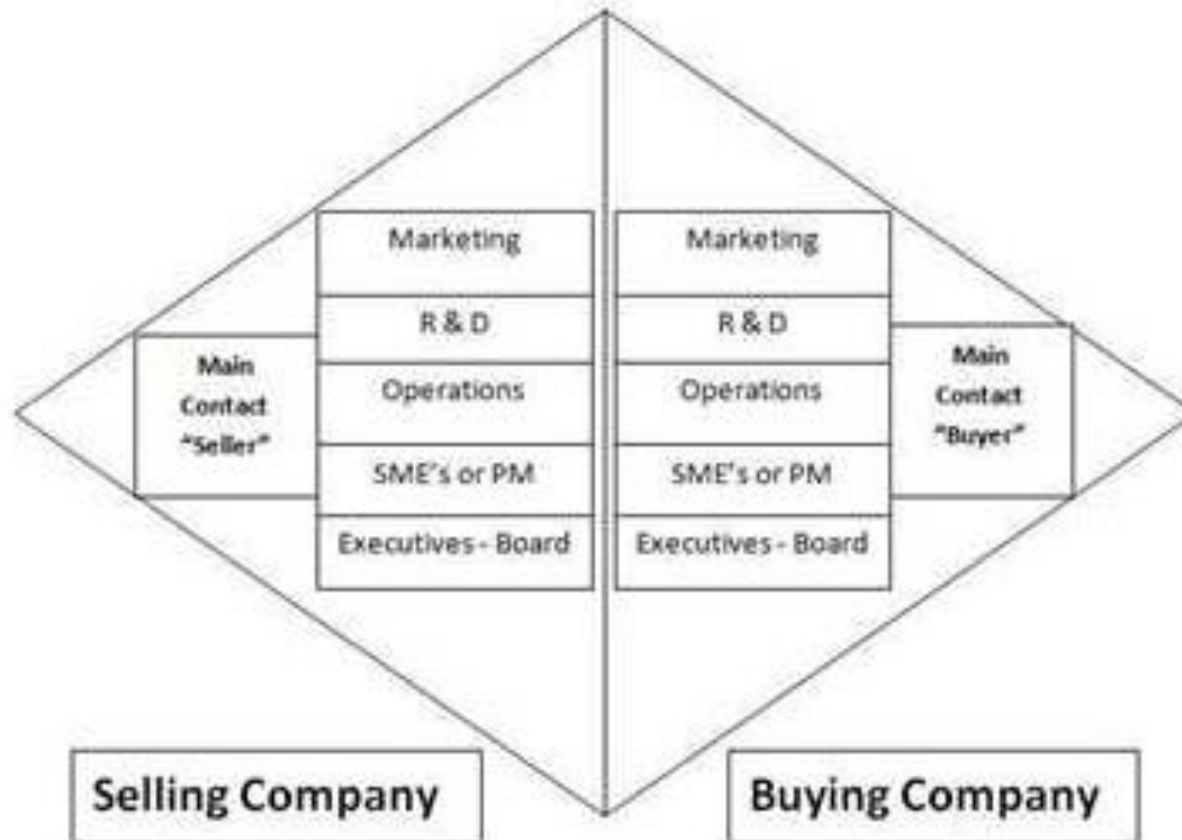 Marketing
R & D
Operations
SME's or PM
Executives - Board
Marketing
R & D
Operations
SME's or PM
Executives - Board
Main
Contact
"Seller"
Main
Contact
"Buyer"
Selling Company
Buying Company